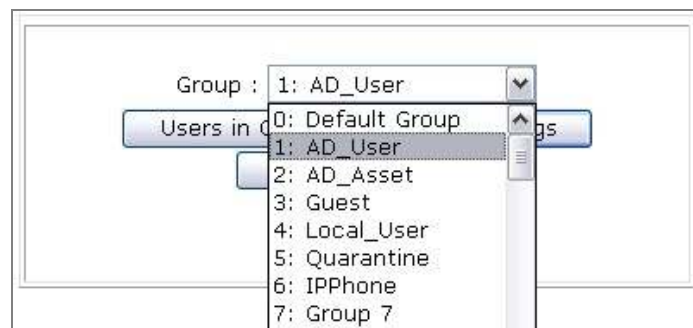 Group : 1: AD_User
Users in gs
0: Default Group
1: AD_User
2: AD_Asset
3: Guest
4: Local_User
5: Quarantine
6: IPPhone
7: Group 7